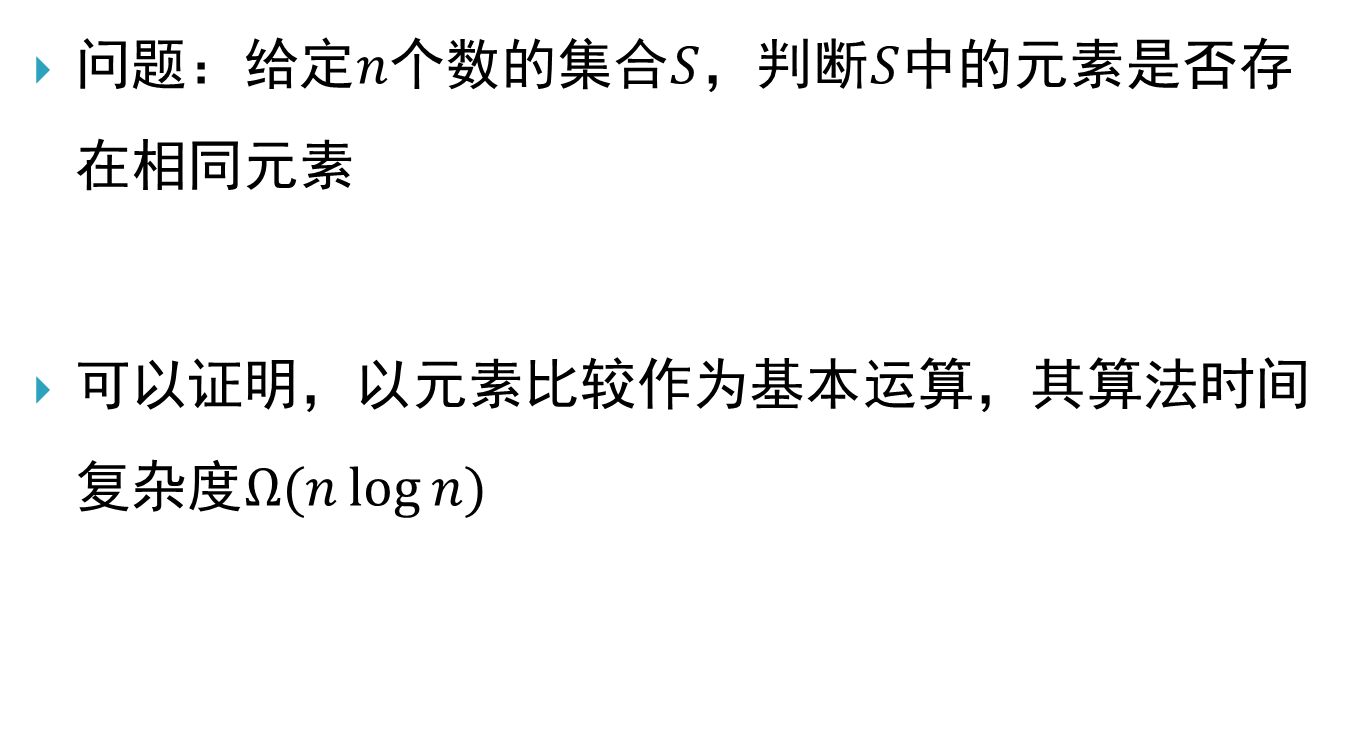 问题：给定n个数的集合S，判断S中的元素是否存
在相同元素
可以证明，以元素比较作为基本运算，其算法时间
复杂度Ω(n log n)